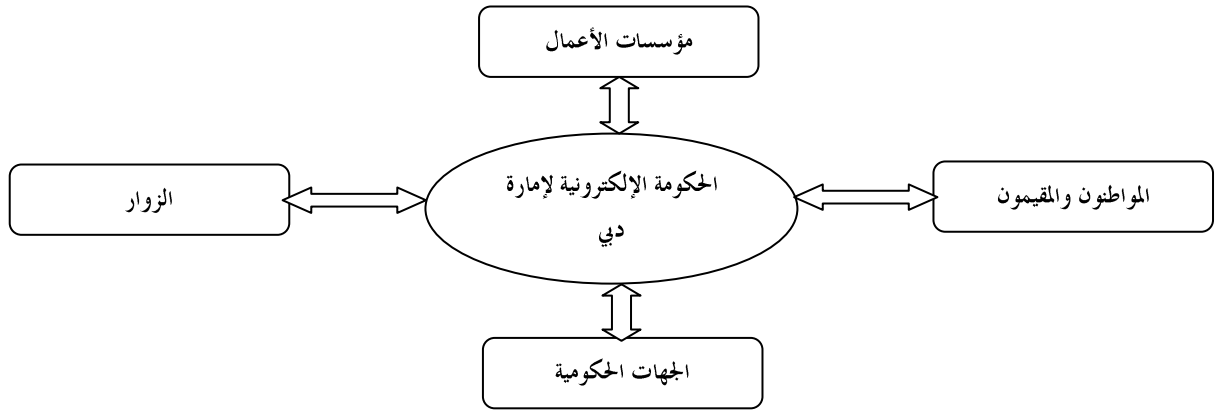 مؤسسات الأعمال
المواطنون والمقيمون
الحكومة الإلكترونية لإمارة
دبي
الزوار
الجهات الحكومية